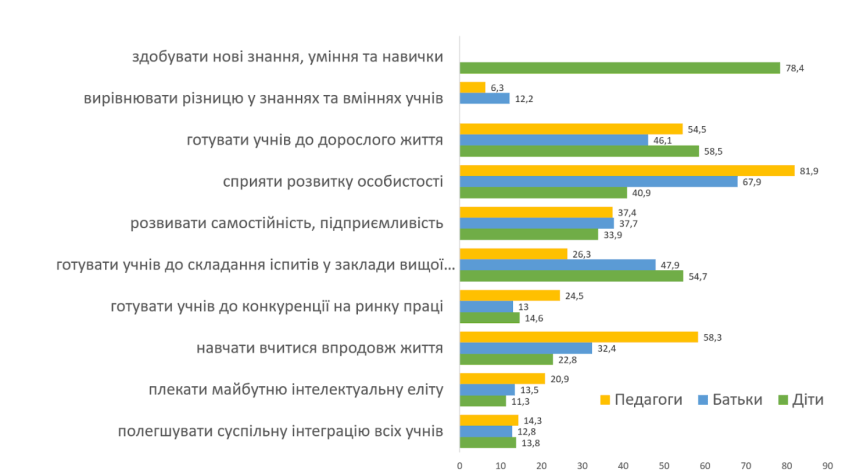 здобувати нові знання, уміння та навички
78,4
вирівнювати різницю у знаннях та вміннях учнів
6,3
12,2
готувати учнів до дорослого життя
54,5
46,1
58,5
сприяти розвитку особистості
81,9
67,9
40,9
розвивати самостійність, підприємливість
37,4
37,7
33,9
готувати учнів до складання іспитів у заклади вищої...
26,3
47,9
54,7
готувати учнів до конкуренції на ринку праці
24,5
13
14,6
навчати вчитися впродовж життя
58,3
32,4
22,8
плекати майбутню інтелектуальну еліту
20,9
13,5
11,3
Педагоги Батьки Діти
полегшувати суспільну інтеграцію всіх учнів
14,3
12,8
13,8
0 10 20 30 40 50 60 70 80 90